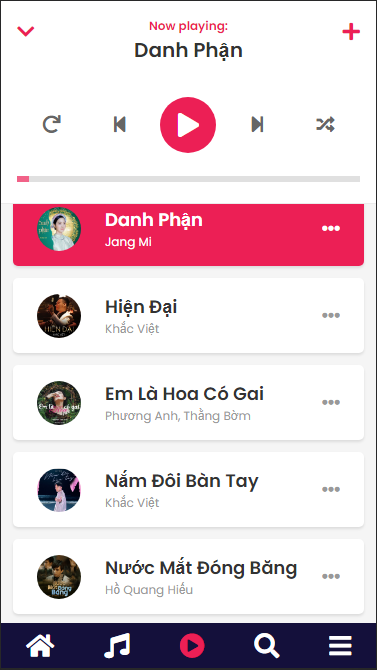 Now playing:
Danh Phận
Danh Phận
Jang Mi
Hiện Đại
Khắc Việt
Em Là Hoa Có Gai
Phương Anh, Thằng Bờm
Nắm Đôi Bàn Tay
Khắc Việt
Nước Mắt Đóng Băng
Hồ Quang Hiếu